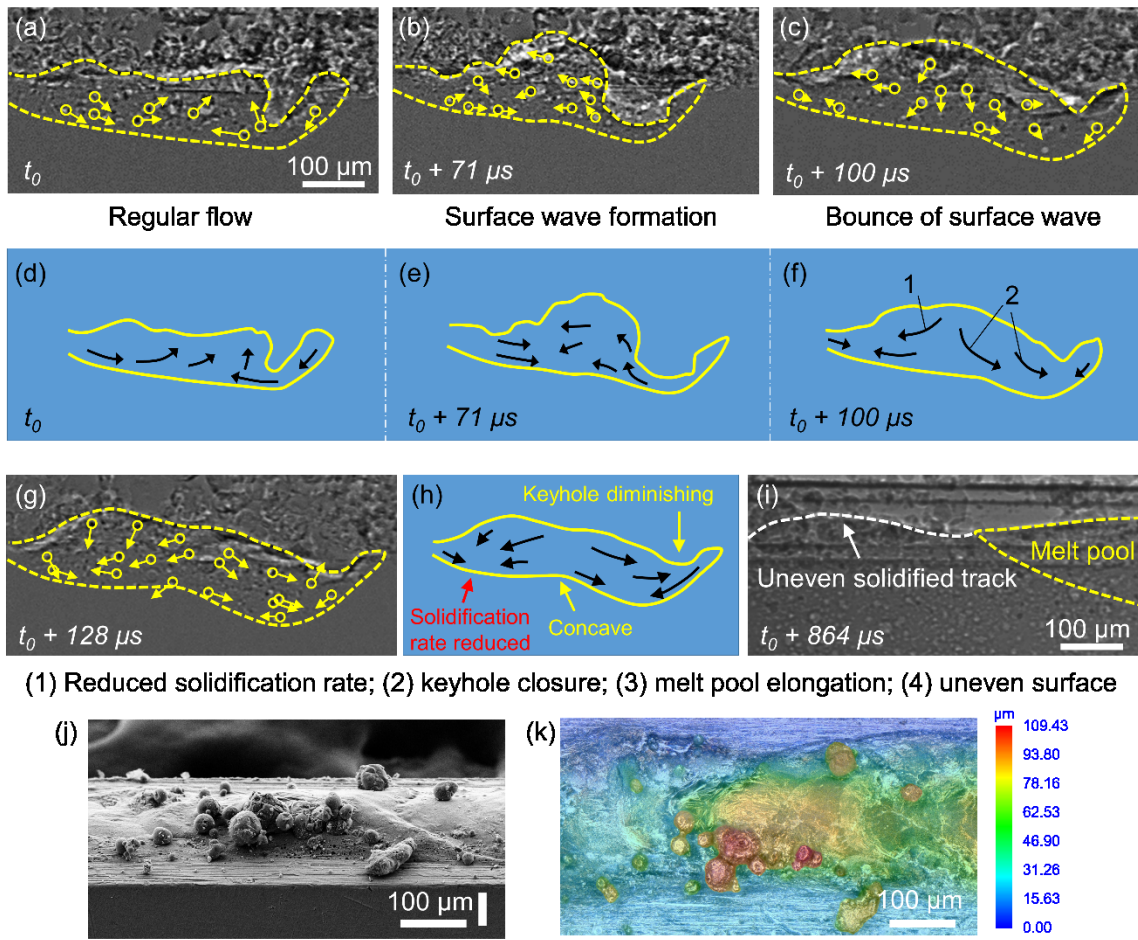 (a)
(b)
(c)
t0
100 µm
t0 + 71 µs
t0 + 100 µs
Regular flow
Surface wave formation
Bounce of surface wave
(d)
(e)
(f)
1
2
t0
t0 + 71 µs
t0 + 100 µs
(g)
t0 + 128 µs
(h)
Keyhole diminishing
Solidification
rate reduced
Concave
(i)
Melt pool
Uneven solidified track
t0 + 864 µs
100 µm
(1) Reduced solidification rate; (2) keyhole closure; (3) melt pool elongation; (4) uneven surface
(j)
100 µm
(k)
100 µm
µm
109.43
93.80
78.16
62.53
46.90
31.26
15.63
0.00